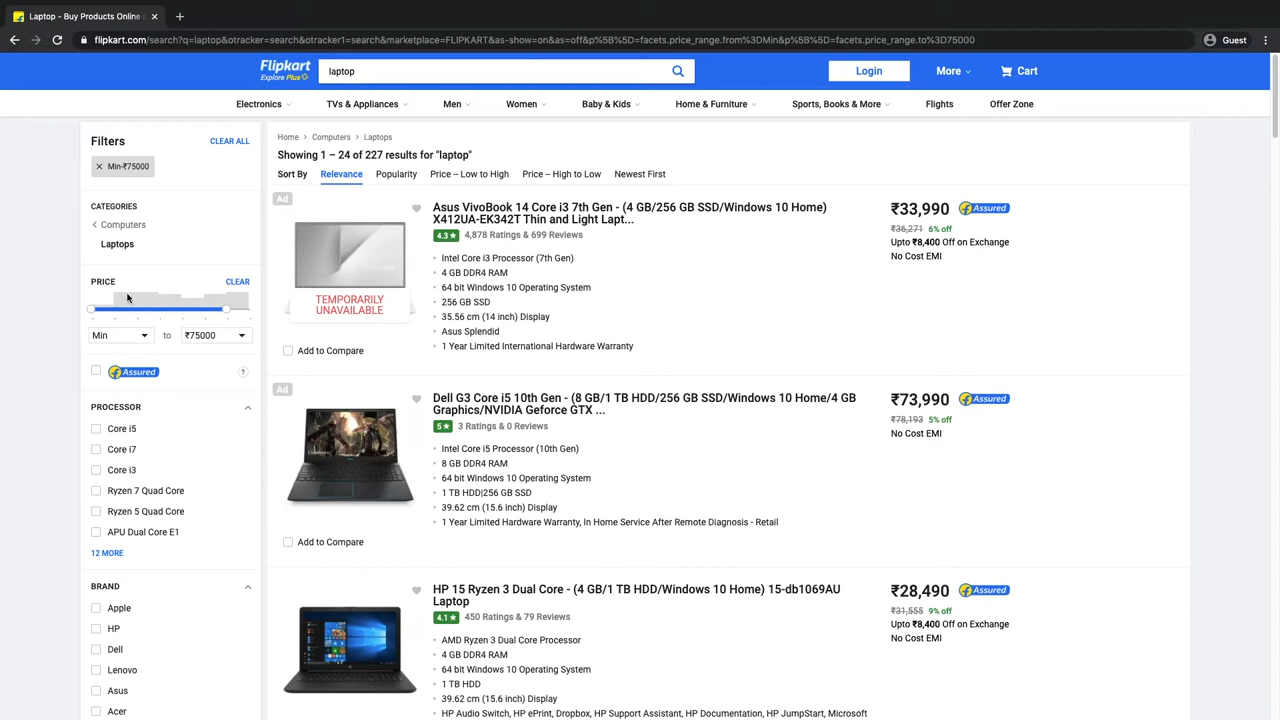 Laptop - Buy Products Online a
flipkart.com/search?q=laptop&otracker=search&otracker1=search&marketplace=FLIPKART&as-show=on&as=off&p%5B%5D=facets.price_range.from%3DMin&p%5B%5D=facets.price_range.to%3D75000
Guest
Flipkart
Explore Plus
laptop
Login
More
Cart
Electronics
TVs & Appliances
Men
Women
Baby & Kids
Home & Furniture
Sports, Books & More
Flights
Offer Zone
Filters
CLEAR ALL
Min-₹75000
CATEGORIES
Computers
Laptops
PRICE
CLEAR
Min
to
₹75000
Assured
?
PROCESSOR
Core i5
Core i7
Core i3
Ryzen 7 Quad Core
Ryzen 5 Quad Core
APU Dual Core E1
12 MORE
BRAND
Apple
HP
Dell
Lenovo
Asus
Acer
Home > Computers > Laptops
Showing 1 – 24 of 227 results for "laptop"
Sort By Relevance Popularity Price -- Low to High Price -- High to Low Newest First
Ad
TEMPORARILY
UNAVAILABLE
Add to Compare
Asus VivoBook 14 Core i3 7th Gen - (4 GB/256 GB SSD/Windows 10 Home)
X412UA-EK342T Thin and Light Lapt...
4.3★ 4,878 Ratings & 699 Reviews
Intel Core i3 Processor (7th Gen)
4 GB DDR4 RAM
64 bit Windows 10 Operating System
256 GB SSD
35.56 cm (14 inch) Display
Asus Splendid
1 Year Limited International Hardware Warranty
₹33,990 Assured
₹36,271 6% off
Upto ₹8,400 Off on Exchange
No Cost EMI
Ad
Add to Compare
Dell G3 Core i5 10th Gen - (8 GB/1 TB HDD/256 GB SSD/Windows 10 Home/4 GB
Graphics/NVIDIA Geforce GTX ...
5★ 3 Ratings & 0 Reviews
Intel Core i5 Processor (10th Gen)
8 GB DDR4 RAM
64 bit Windows 10 Operating System
1 TB HDD|256 GB SSD
39.62 cm (15.6 inch) Display
1 Year Limited Hardware Warranty, In Home Service After Remote Diagnosis - Retail
₹73,990 Assured
₹78,193 5% off
No Cost EMI
HP 15 Ryzen 3 Dual Core - (4 GB/1 TB HDD/Windows 10 Home) 15-db1069AU
Laptop
4.1★ 450 Ratings & 79 Reviews
AMD Ryzen 3 Dual Core Processor
4 GB DDR4 RAM
64 bit Windows 10 Operating System
1 TB HDD
39.62 cm (15.6 inch) Display
HP Audio Switch, HP ePrint, Dropbox, HP Support Assistant, HP Documentation, HP JumpStart, Microsoft
₹28,490 Assured
₹31,555 9% off
Upto ₹8,400 Off on Exchange
No Cost EMI